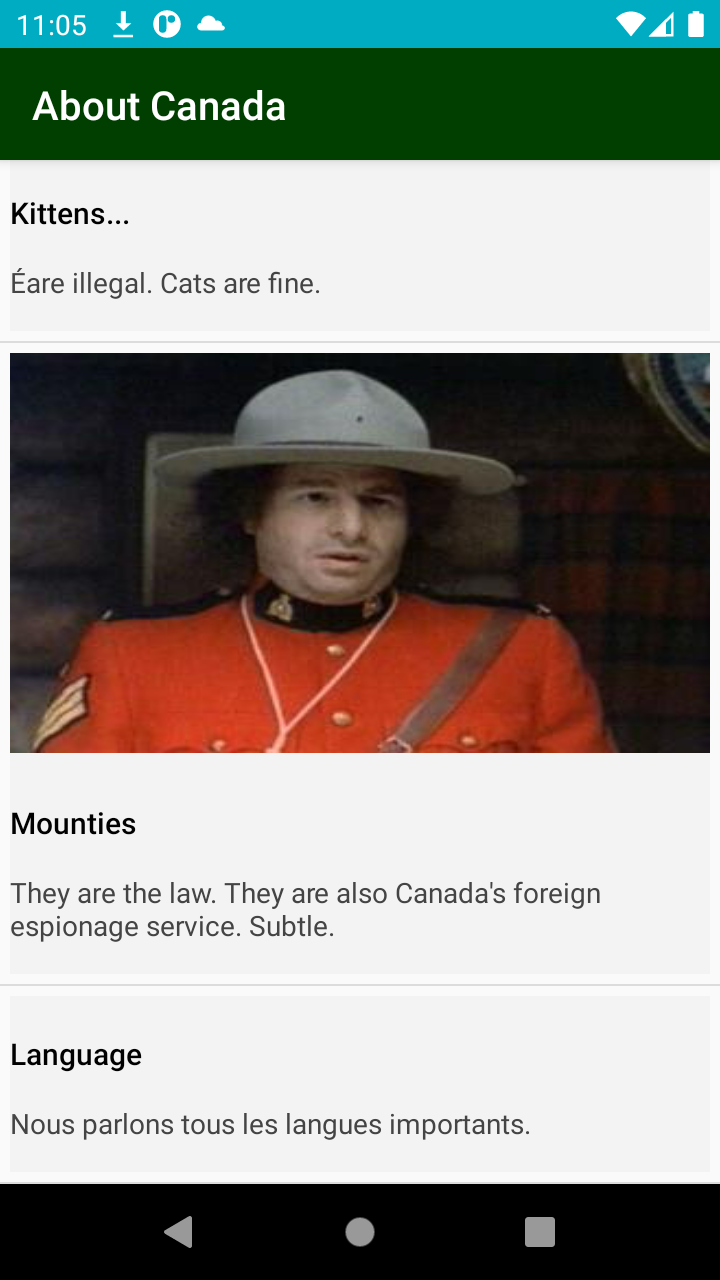 11:05
About Canada
Kittens...
Éare illegal. Cats are fine.
Mounties
They are the law. They are also Canada's foreign
espionage service. Subtle.
Language
Nous parlons tous les langues importants.